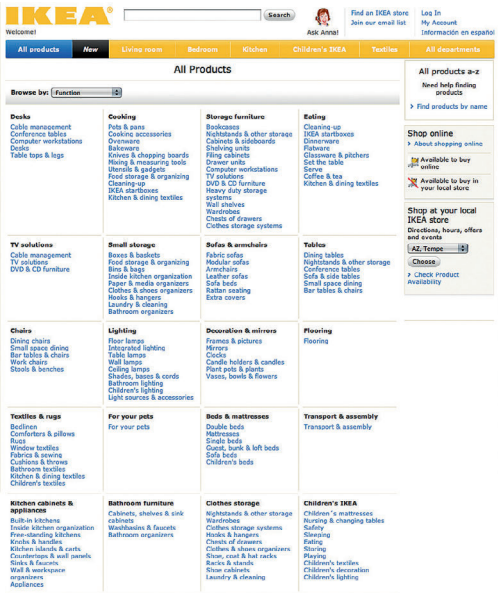 IKEA
Search
Ask Anna!
Find an IKEA store
Join our email list
Log In
My Account
Información en español
Welcome!
All products
New
Living room
Bedroom
Kitchen
Children's IKEA
Textiles
All departments
All Products
Browse by: Function
Desks
Cable management
Conference tables
Computer workstations
Desks
Table tops & legs
Cooking
Pots & pans
Cooking accessories
Ovenware
Bakeware
Knives & chopping boards
Mixing & measuring tools
Utensils & gadgets
Food storage & organizing
Cleaning-up
IKEA startboxes
Kitchen & dining textiles
Storage furniture
Bookcases
Nightstands & other storage
Cabinets & sideboards
Shelving units
Filing cabinets
Drawer units
Computer workstations
TV solutions
DVD & CD furniture
Heavy duty storage
systems
Wall shelves
Wardrobes
Chests of drawers
Clothes storage systems
Eating
Cleaning-up
IKEA startboxes
Dinnerware
Flatware
Glassware & pitchers
Set the table
Serve
Coffee & tea
Kitchen & dining textiles
TV solutions
Cable management
TV solutions
DVD & CD furniture
Small storage
Boxes & baskets
Food storage & organizing
Bins & bags
Inside kitchen organization
Paper & media organizers
Clothes & shoes organizers
Hooks & hangers
Laundry & cleaning
Bathroom organizers
Sofas & armchairs
Fabric sofas
Modular sofas
Armchairs
Leather sofas
Sofa beds
Rattan seating
Extra covers
Tables
Dining tables
Nightstands & other storage
Conference tables
Sofa & side tables
Small space dining
Bar tables & chairs
Chairs
Dining chairs
Small space dining
Bar tables & chairs
Work chairs
Stools & benches
Lighting
Floor lamps
Integrated lighting
Table lamps
Wall lamps
Ceiling lamps
Shades, bases & cords
Bathroom lighting
Children's lighting
Light sources & accessories
Decoration & mirrors
Frames & pictures
Mirrors
Clocks
Candle holders & candles
Plant pots & plants
Vases, bowls & flowers
Flooring
Flooring
Textiles & rugs
Bedlinen
Comforters & pillows
Rugs
Window textiles
Fabrics & sewing
Cushions & throws
Bathroom textiles
Kitchen & dining textiles
Children's textiles
For your pets
For your pets
Beds & mattresses
Double beds
Mattresses
Single beds
Guest, bunk & loft beds
Sofa beds
Children's beds
Transport & assembly
Transport & assembly
Kitchen cabinets &
appliances
Built-in kitchens
Inside kitchen organization
Free-standing kitchens
Knobs & handles
Kitchen islands & carts
Countertops & wall panels
Sinks & faucets
Wall & workspace
organizers
Appliances
Bathroom furniture
Cabinets, shelves & sink
cabinets
Washbasins & faucets
Bathroom organizers
Clothes storage
Nightstands & other storage
Wardrobes
Clothes storage systems
Hooks & hangers
Chests of drawers
Clothes & shoes organizers
Shoe, coat & hat racks
Racks & stands
Shoe cabinets
Laundry & cleaning
Children's IKEA
Children´s mattresses
Nursing & changing tables
Safety
Sleeping
Eating
Storing
Playing
Children's textiles
Children's decoration
Children's lighting
All products a-z
Need help finding
products
› Find products by name
Shop online
› About shopping online
Available to buy
online
Available to buy in
your local store
Shop at your local
IKEA store
Directions, hours, offers
and events
AZ, Tempe
Choose
› Check Product
Availability